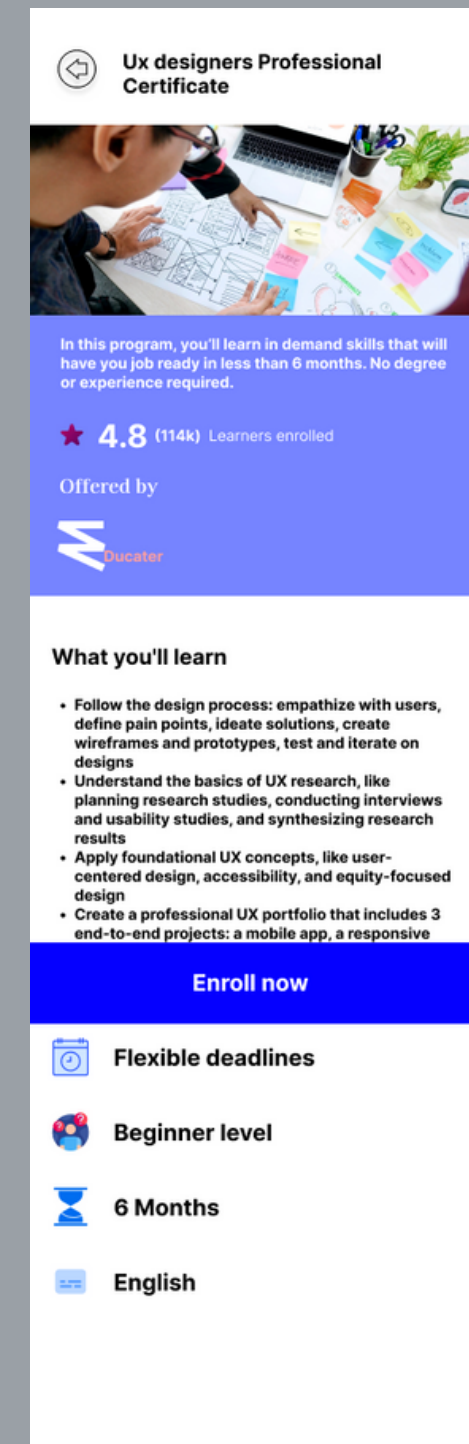 Ux designers Professional
Certificate
In this program, you'll learn in demand skills that will
have you job ready in less than 6 months. No degree
or experience required.
4.8 (114k) Learners enrolled
Offered by
Ducater
What you'll learn
• Follow the design process: empathize with users,
define pain points, ideate solutions, create
wireframes and prototypes, test and iterate on
designs
• Understand the basics of UX research, like
planning research studies, conducting interviews
and usability studies, and synthesizing research
results
• Apply foundational UX concepts, like user-
centered design, accessibility, and equity-focused
design
• Create a professional UX portfolio that includes 3
end-to-end projects: a mobile app, a responsive
Enroll now
Flexible deadlines
Beginner level
6 Months
English